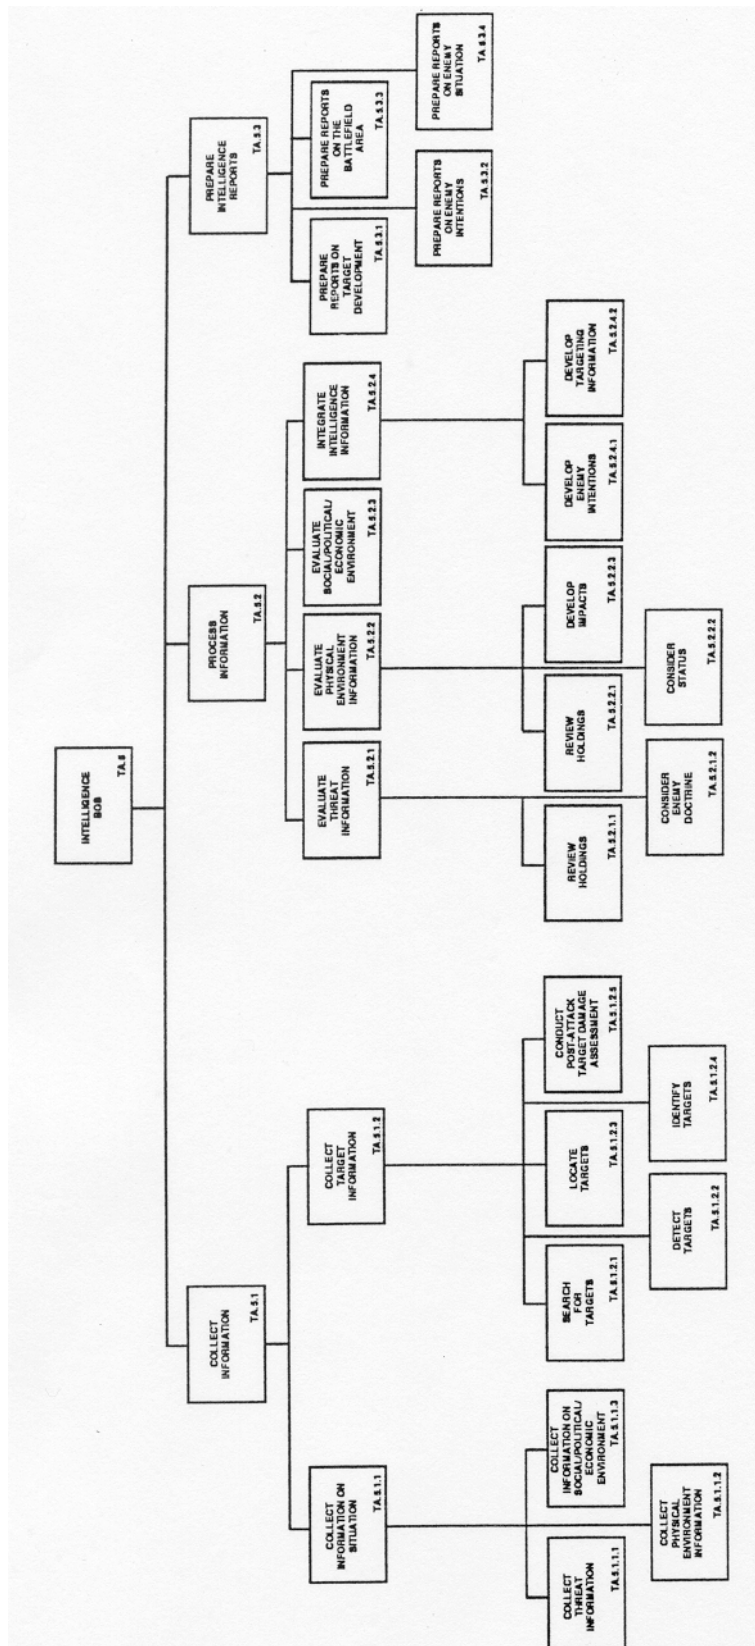 INTELLIGENCE
BOS
TA.5
COLLECT
INFORMATION
TA.5.1
PROCESS
INFORMATION
TA.5.2
PREPARE
INTELLIGENCE
REPORTS
TA.5.3
COLLECT
INFORMATION ON
SITUATION
TA.5.1.1
COLLECT
TARGET
INFORMATION
TA.5.1.2
EVALUATE
THREAT
INFORMATION
TA.5.2.1
EVALUATE
PHYSICAL
ENVIRONMENT
INFORMATION
TA.5.2.2
EVALUATE
SOCIAL/POLITICAL/
ECONOMIC
ENVIRONMENT
TA.5.2.3
INTEGRATE
INTELLIGENCE
INFORMATION
TA.5.2.4
PREPARE
REPORTS ON
TARGET
DEVELOPMENT
TA.5.3.1
PREPARE REPORTS
ON THE
BATTLEFIELD
AREA
TA.5.3.3
PREPARE REPORTS
ON ENEMY
INTENTIONS
TA.5.3.2
PREPARE REPORTS
ON ENEMY
SITUATION
TA.5.3.4
COLLECT
THREAT
INFORMATION
TA.5.1.1.1
COLLECT
INFORMATION ON
SOCIAL/POLITICAL/
ECONOMIC
ENVIRONMENT
TA.5.1.1.3
SEARCH
FOR
TARGETS
TA.5.1.2.1
LOCATE
TARGETS
TA.5.1.2.3
CONDUCT
POST-ATTACK
TARGET DAMAGE
ASSESSMENT
TA.5.1.2.5
REVIEW
HOLDINGS
TA.5.2.1.1
REVIEW
HOLDINGS
TA.5.2.2.1
DEVELOP
IMPACTS
TA.5.2.2.3
DEVELOP
ENEMY
INTENTIONS
TA.5.2.4.1
DEVELOP
TARGETING
INFORMATION
TA.5.2.4.2
COLLECT
PHYSICAL
ENVIRONMENT
INFORMATION
TA.5.1.1.2
DETECT
TARGETS
TA.5.1.2.2
IDENTIFY
TARGETS
TA.5.1.2.4
CONSIDER
ENEMY
DOCTRINE
TA.5.2.1.2
CONSIDER
STATUS
TA.5.2.2.2